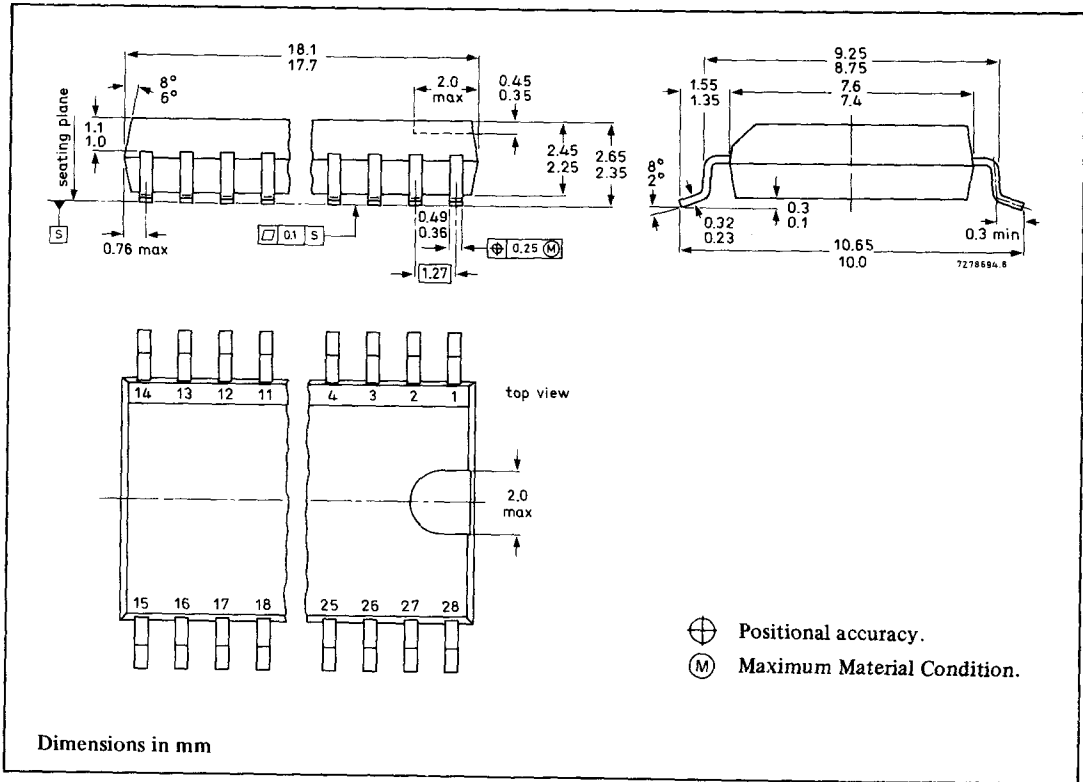 18.1
17.7
8°
6°
2.0
max
0.45
0.35
seating plane
1.1
1.0
2.45
2.25
2.65
2.35
S
0.76 max
0.1 S
0.49
0.36
0.25 M
1.27
9.25
8.75
1.55
1.35
7.6
7.4
8°
2°
0.32
0.23
0.3
0.1
0.3 min
10.65
10.0
7278694.6
14 13 12 11 4 3 2 1
top view
2.0
max
15 16 17 18 25 26 27 28
Positional accuracy.
M Maximum Material Condition.
Dimensions in mm